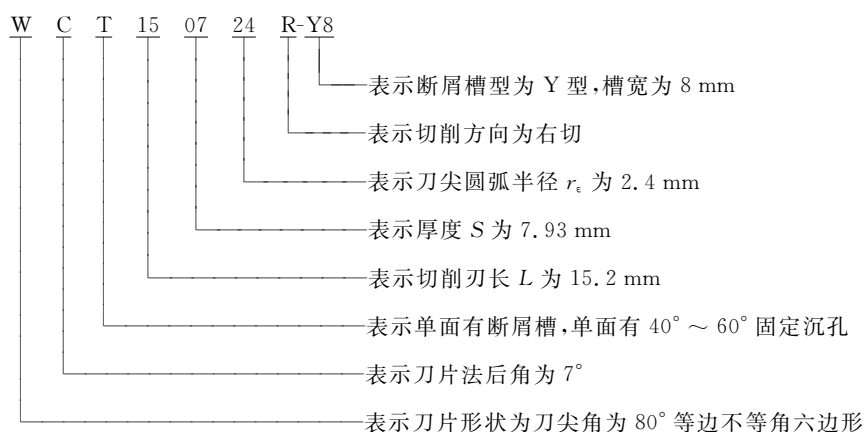 W C T 15 07 24 R-Y8
表示断屑槽型为 Y 型,槽宽为 8 mm
表示切削方向为右切
表示刀尖圆弧半径 rε 为 2.4 mm
表示厚度 S 为 7.93 mm
表示切削刃长 L 为 15.2 mm
表示单面有断屑槽,单面有 40°～60°固定沉孔
表示刀片法后角为 7°
表示刀片形状为刀尖角为 80°等边不等角六边形